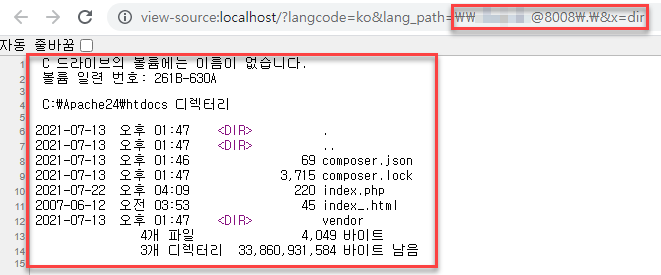 view-source:localhost/?langcode=ko&lang_path=₩₩ @8008₩.₩&x=dir
자동 줄바꿈
1 C 드라이브의 볼륨에는 이름이 없습니다.
2 볼륨 일련 번호: 261B-630A
3
4 C:₩Apache24₩htdocs 디렉터리
5
6 2021-07-13 오후 01:47 <DIR> .
7 2021-07-13 오후 01:47 <DIR> ..
8 2021-07-13 오후 01:46 69 composer.json
9 2021-07-13 오후 01:47 3,715 composer.lock
10 2021-07-22 오후 04:09 220 index.php
11 2007-06-12 오전 03:53 45 index_.html
12 2021-07-13 오후 01:47 <DIR> vendor
13 4개 파일 4,049 바이트
14 3개 디렉터리 33,860,931,584 바이트 남음
15